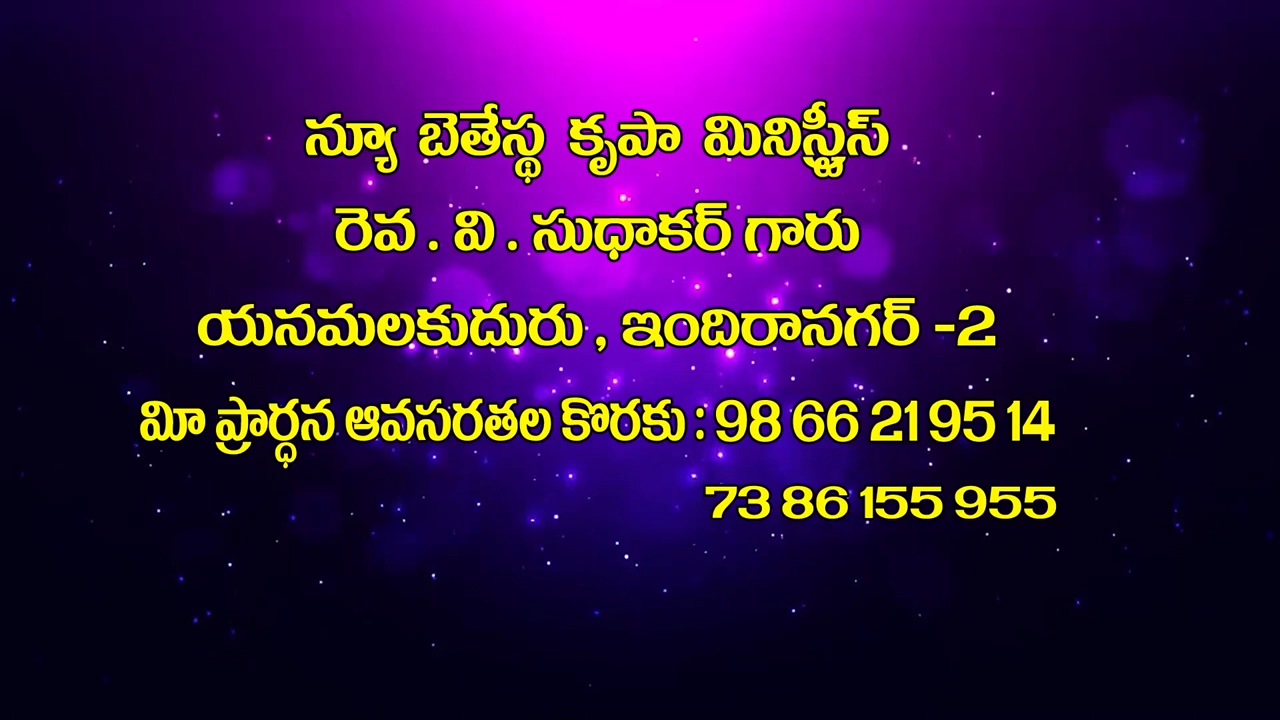 న్యూ బెతేస్థ కృపా మినిస్ట్రీస్
రెవ . వి . సుధాకర్ గారు
యనమలకుదురు , ఇందిరానగర్ -2
మీ ప్రార్ధన ఆవసరతల కొరకు : 98 66 21 95 14
73 86 155 955